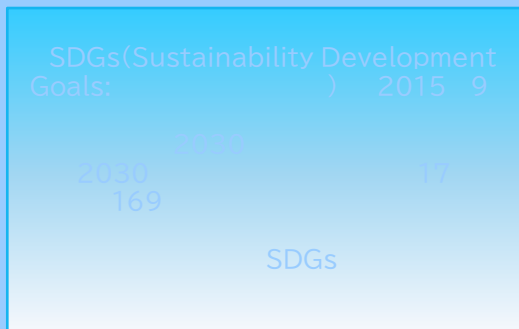 SDGs(Sustainability Development
Goals: ) 2015 9
2030
2030 17
169
SDGs